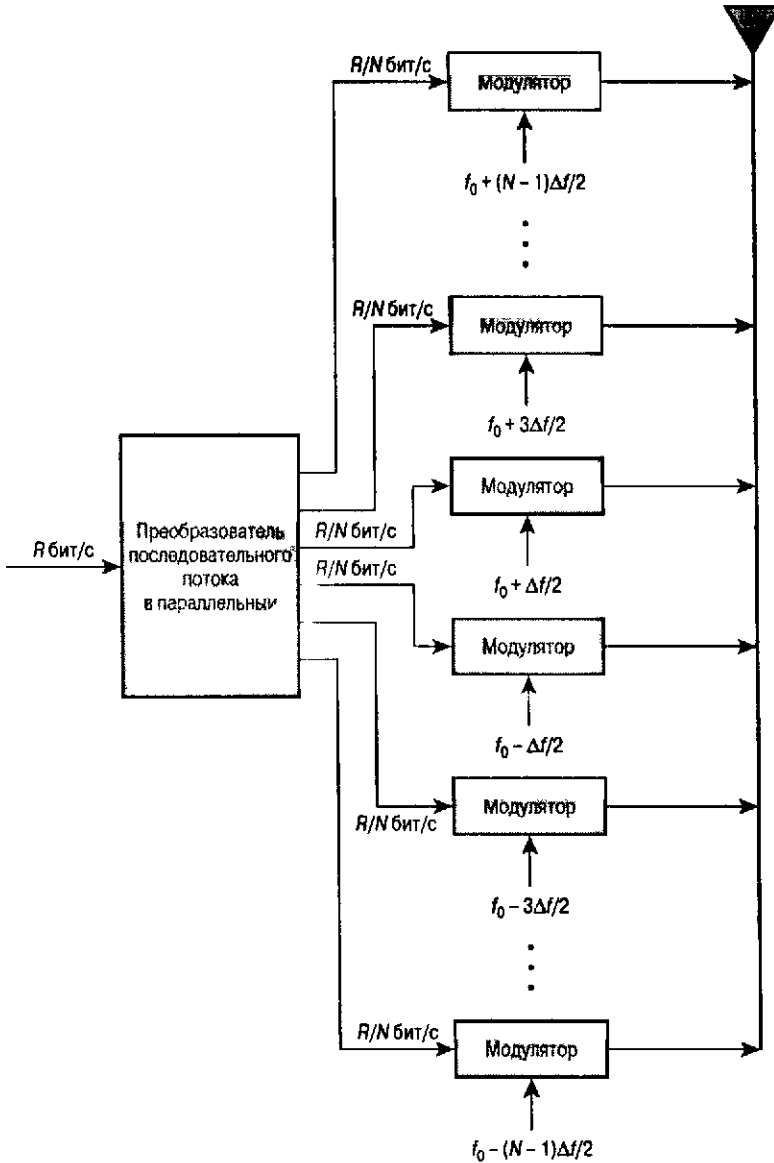 R/N бит/с
Модулятор
f₀ + (N – 1)Δf/2
R/N бит/с
Модулятор
f₀ + 3Δf/2
Модулятор
R/N бит/с
f₀ + Δf/2
R бит/с
Преобразователь
последовательного
потока
в параллельный
R/N бит/с
Модулятор
f₀ – Δf/2
Модулятор
R/N бит/с
f₀ – 3Δf/2
R/N бит/с
Модулятор
f₀ – (N – 1)Δf/2